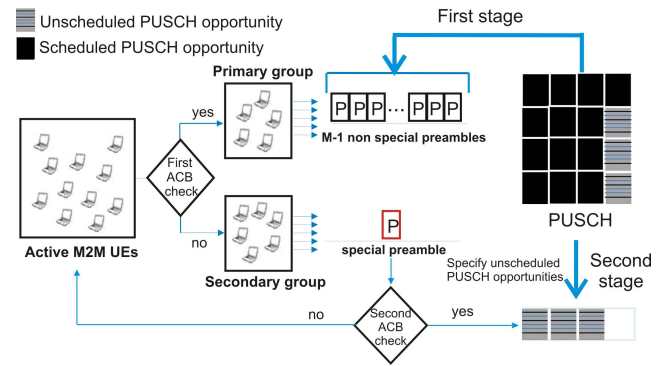 Unscheduled PUSCH opportunity
Scheduled PUSCH opportunity
First stage
Primary group
yes
P P P ... P P P
M-1 non special preambles
First
ACB
check
Active M2M UEs
no
Secondary group
P
special preamble
PUSCH
Specify unscheduled
PUSCH opportunities
Second
stage
Second
ACB
check
no
yes